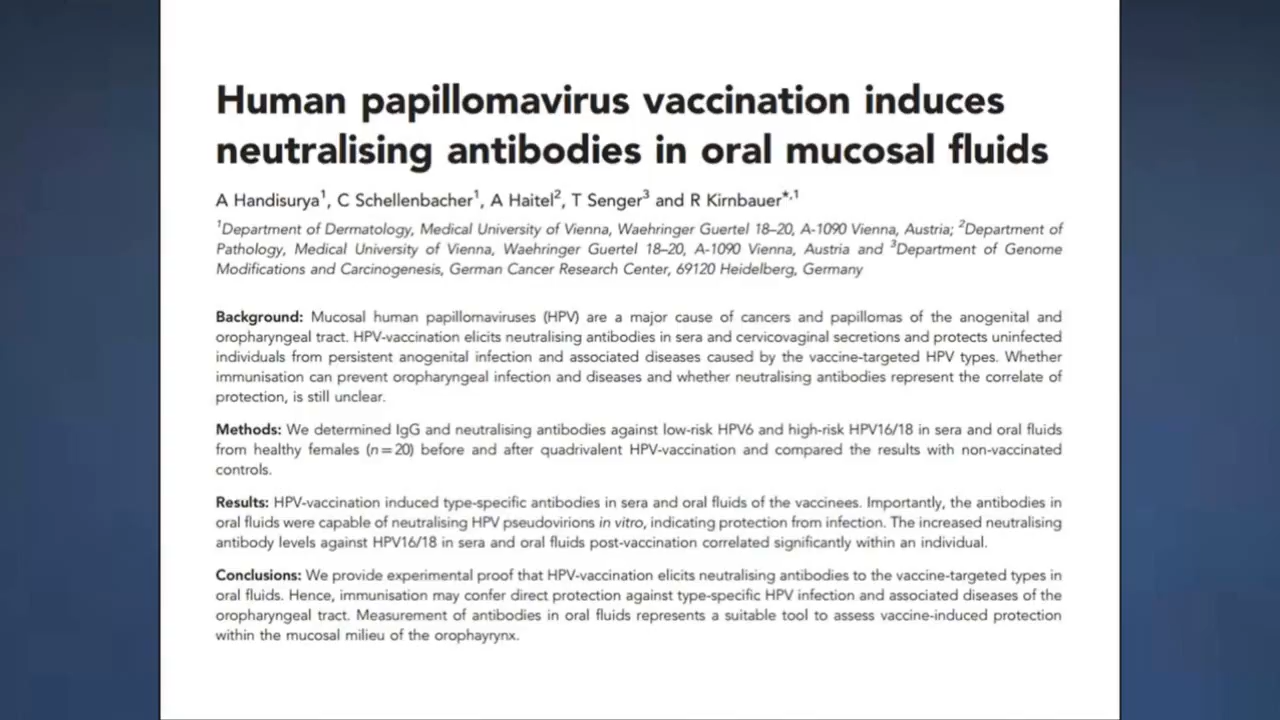 Human papillomavirus vaccination induces
neutralising antibodies in oral mucosal fluids
A Handisurya1, C Schellenbacher1, A Haitel2, T Senger3 and R Kirnbauer*,1
1Department of Dermatology, Medical University of Vienna, Waehringer Guertel 18–20, A-1090 Vienna, Austria; 2Department of
Pathology, Medical University of Vienna, Waehringer Guertel 18–20, A-1090 Vienna, Austria and 3Department of Genome
Modifications and Carcinogenesis, German Cancer Research Center, 69120 Heidelberg, Germany
Background: Mucosal human papillomaviruses (HPV) are a major cause of cancers and papillomas of the anogenital and
oropharyngeal tract. HPV-vaccination elicits neutralising antibodies in sera and cervicovaginal secretions and protects uninfected
individuals from persistent anogenital infection and associated diseases caused by the vaccine-targeted HPV types. Whether
immunisation can prevent oropharyngeal infection and diseases and whether neutralising antibodies represent the correlate of
protection, is still unclear.
Methods: We determined IgG and neutralising antibodies against low-risk HPV6 and high-risk HPV16/18 in sera and oral fluids
from healthy females (n=20) before and after quadrivalent HPV-vaccination and compared the results with non-vaccinated
controls.
Results: HPV-vaccination induced type-specific antibodies in sera and oral fluids of the vaccinees. Importantly, the antibodies in
oral fluids were capable of neutralising HPV pseudovirions in vitro, indicating protection from infection. The increased neutralising
antibody levels against HPV16/18 in sera and oral fluids post-vaccination correlated significantly within an individual.
Conclusions: We provide experimental proof that HPV-vaccination elicits neutralising antibodies to the vaccine-targeted types in
oral fluids. Hence, immunisation may confer direct protection against type-specific HPV infection and associated diseases of the
oropharyngeal tract. Measurement of antibodies in oral fluids represents a suitable tool to assess vaccine-induced protection
within the mucosal milieu of the orophayrynx.